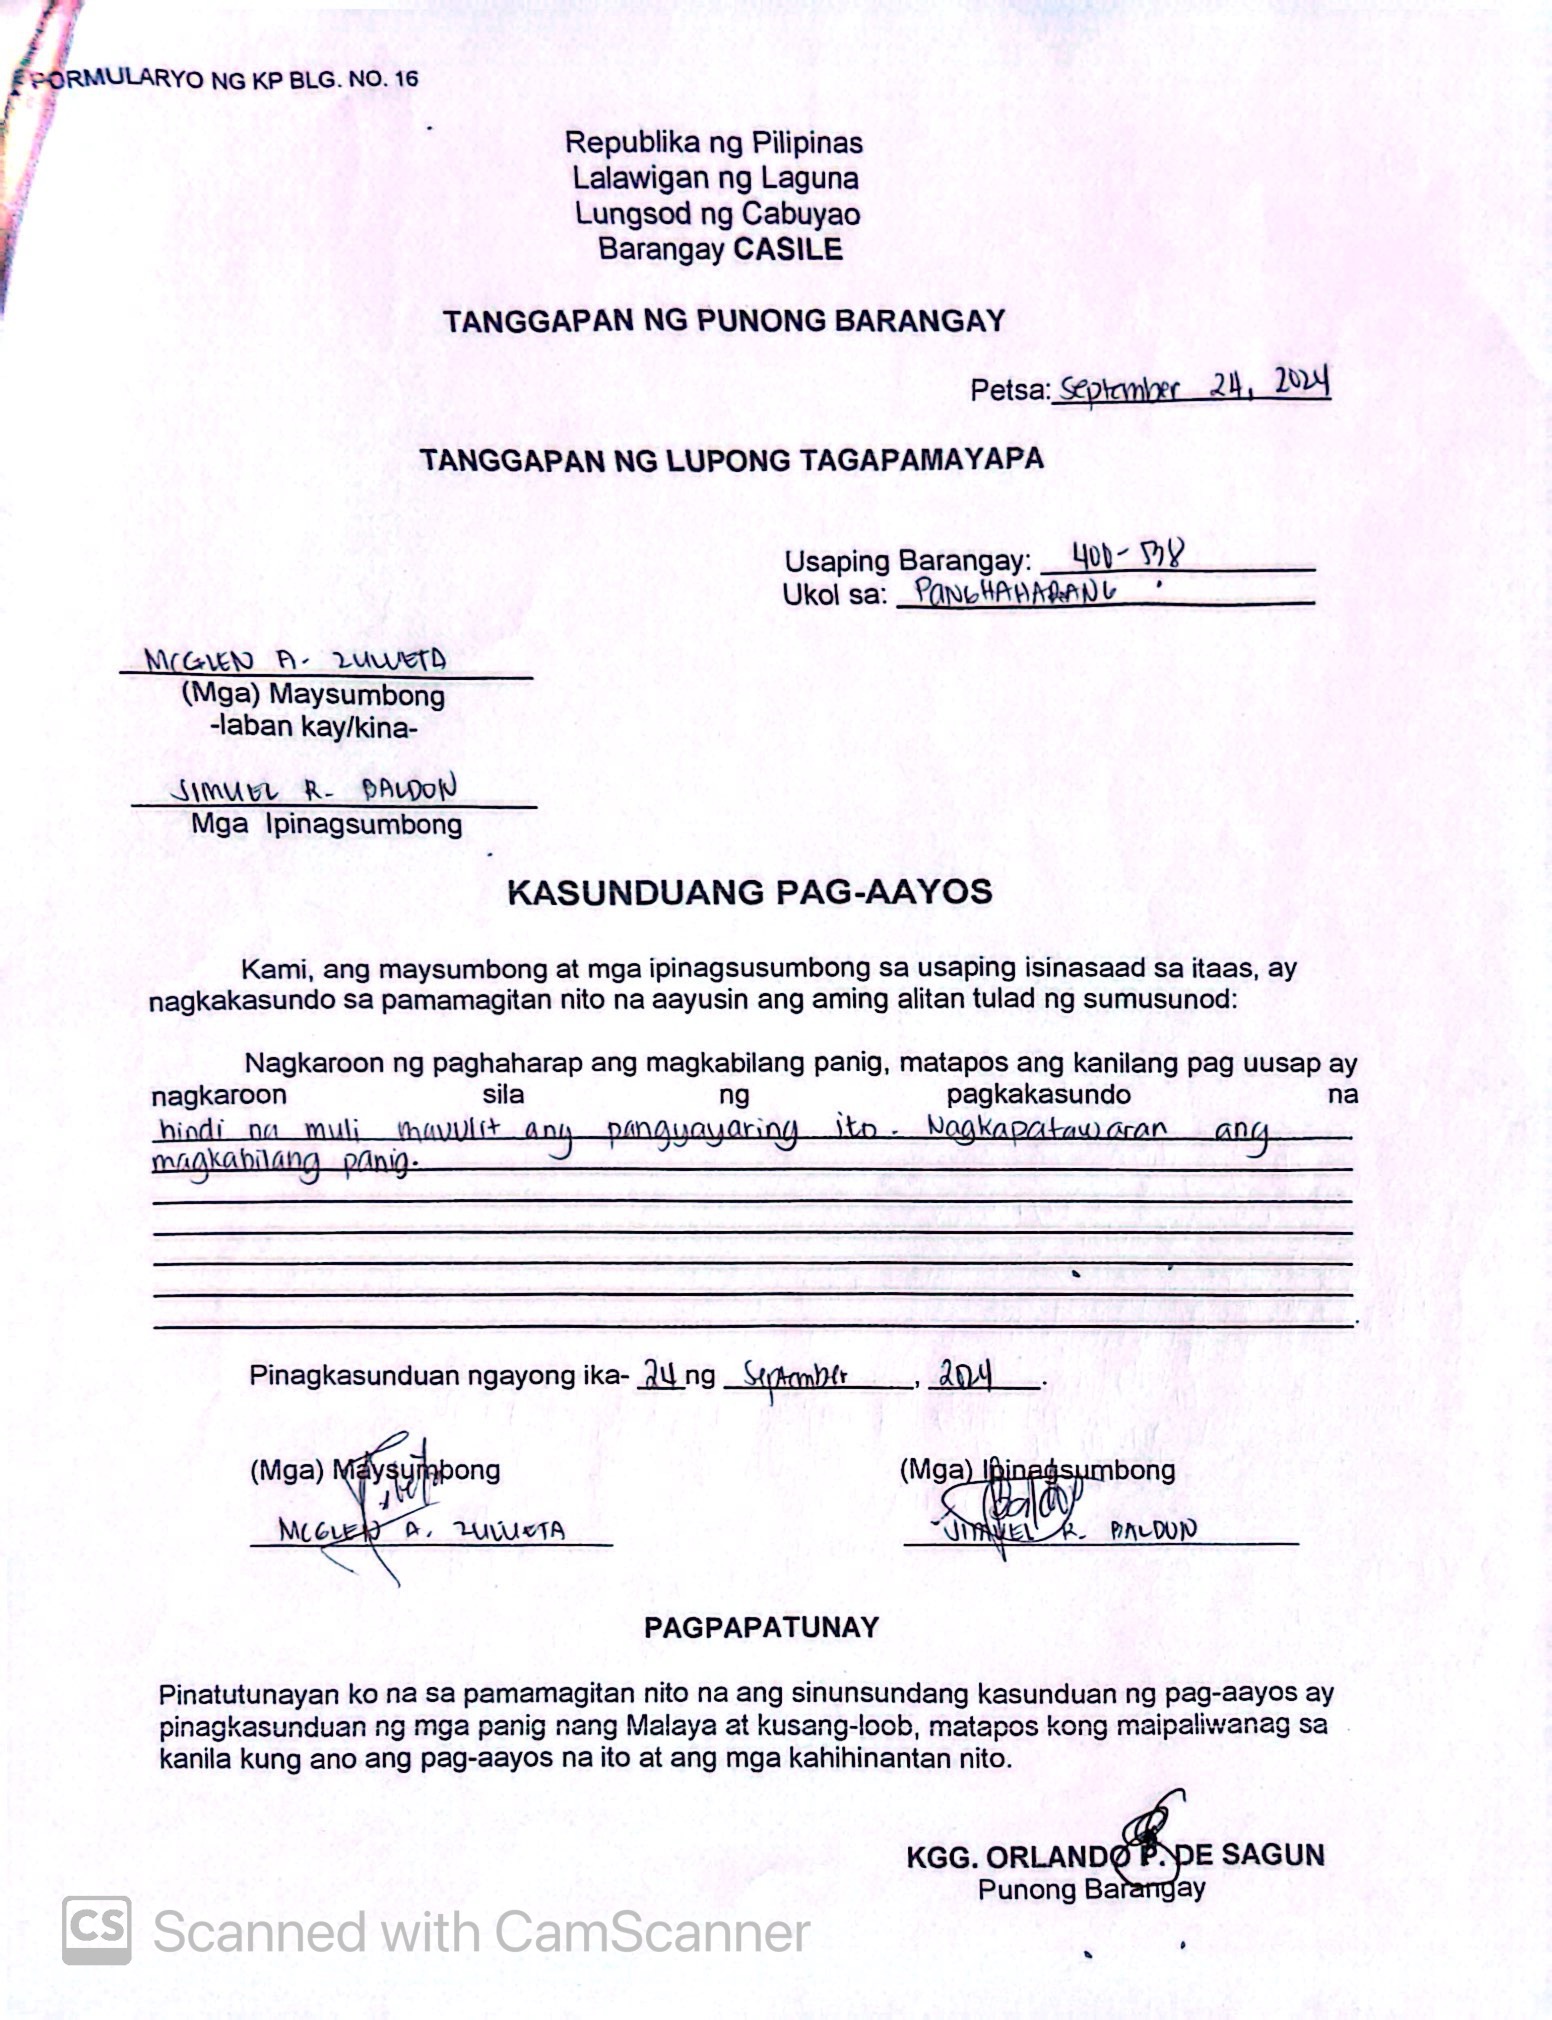 PORMULARYO NG KP BLG. NO. 16
Republika ng Pilipinas
Lalawigan ng Laguna
Lungsod ng Cabuyao
Barangay CASILE
TANGGAPAN NG PUNONG BARANGAY
Petsa: September 24, 2024
TANGGAPAN NG LUPONG TAGAPAMAYAPA
Usaping Barangay: 400-538
Ukol sa: PANGHAHARANG
MCGLEN A. ZULUETA
(Mga) Maysumbong
-laban kay/kina-
JIMUEL R. BALDON
Mga Ipinagsumbong
KASUNDUANG PAG-AAYOS
Kami, ang maysumbong at mga ipinagsusumbong sa usaping isinasaad sa itaas, ay
nagkakasundo sa pamamagitan nito na aayusin ang aming alitan tulad ng sumusunod:
Nagkaroon ng paghaharap ang magkabilang panig, matapos ang kanilang pag uusap ay
nagkaroon sila ng pagkakasundo na
hindi na muli mauulit ang pangyayaring ito. Nagkapatawaran ang
magkabilang panig.
Pinagkasunduan ngayong ika- 24 ng September, 2024.
(Mga) Maysumbong (Mga) Ipinagsumbong
MCGLEN A. ZULUETA JIMUEL R. BALDON
PAGPAPATUNAY
Pinatutunayan ko na sa pamamagitan nito na ang sinunsundang kasunduan ng pag-aayos ay
pinagkasunduan ng mga panig nang Malaya at kusang-loob, matapos kong maipaliwanag sa
kanila kung ano ang pag-aayos na ito at ang mga kahihinantan nito.
KGG. ORLANDO P. DE SAGUN
Punong Barangay
CS Scanned with CamScanner